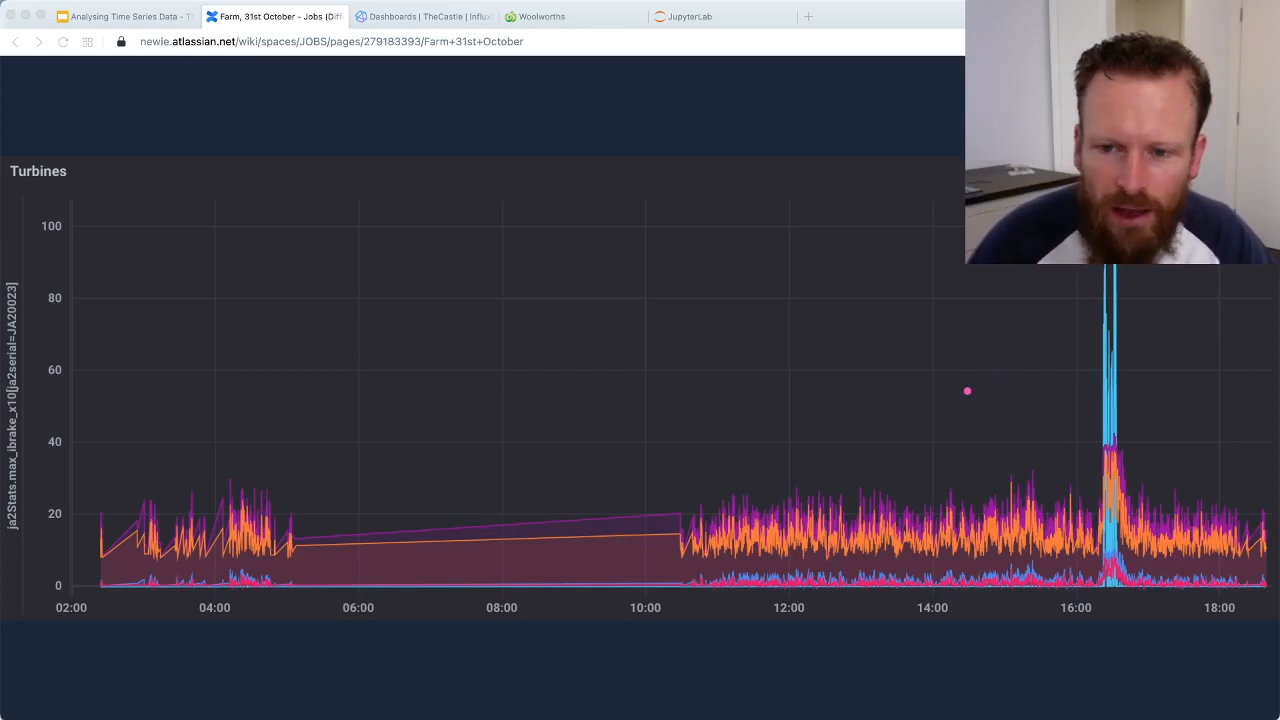 Analysing Time Series Data - T
Farm, 31st October - Jobs (Diff
Dashboards | TheCastle | Influx
Woolworths
JupyterLab
newie.atlassian.net/wiki/spaces/JOBS/pages/279183393/Farm+31st+October
Turbines
100
80
60
40
20
0
ja2Stats.max_ibrake_x10[ja2serial=JA20023]
02:00
04:00
06:00
08:00
10:00
12:00
14:00
16:00
18:00